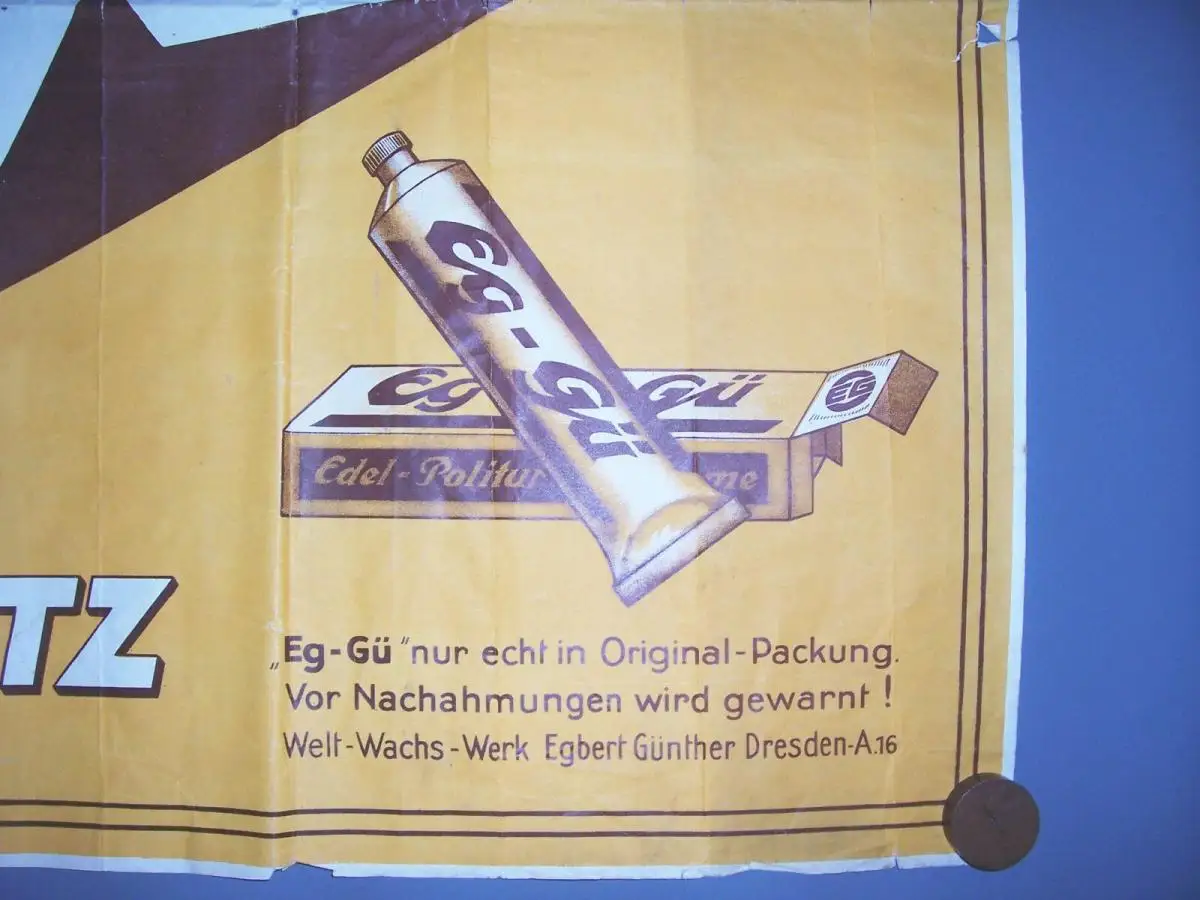 Eg-Gü
Eg Gü
EG
Edel-Politur me
TZ
„Eg-Gü“ nur echt in Original-Packung.
Vor Nachahmungen wird gewarnt!
Welt-Wachs-Werk Egbert Günther Dresden-A.16